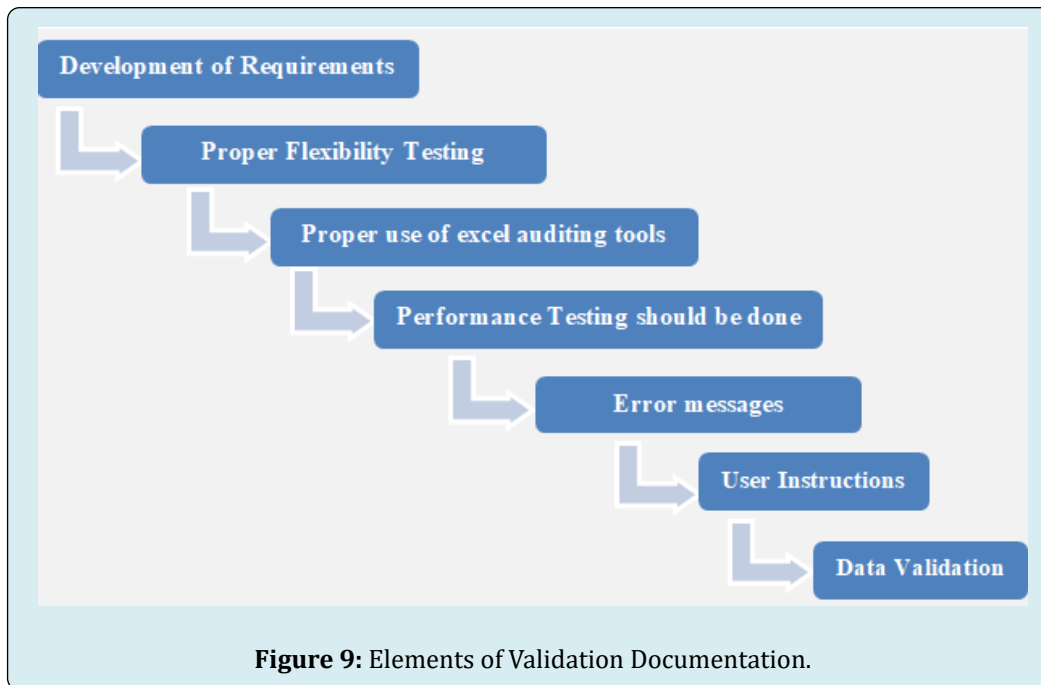 Development of Requirements
Proper Flexibility Testing
Proper use of excel auditing tools
Performance Testing should be done
Error messages
User Instructions
Data Validation
Figure 9: Elements of Validation Documentation.